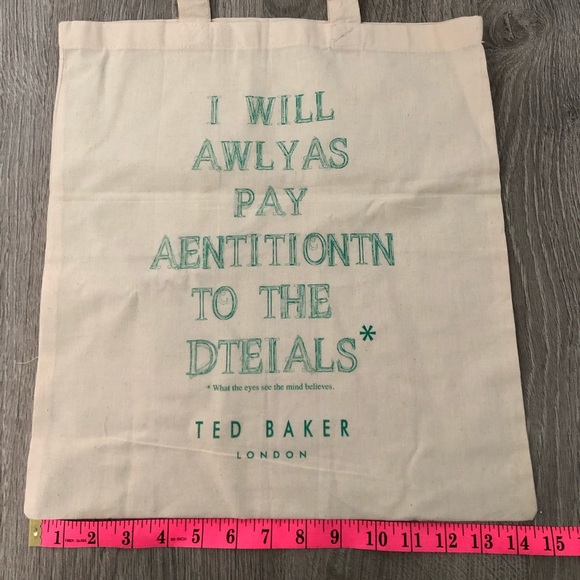 I WILL
AWLYAS
PAY
AENTITIONTN
TO THE
DTEIALS*
* What the eyes see the mind believes.
TED BAKER
LONDON
1 2 3 4 5 6 7 8 9 10 11 12 13 14 15